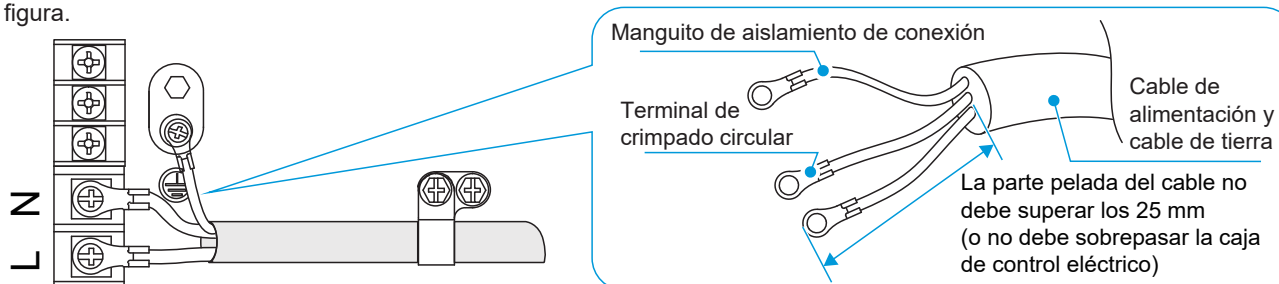 figura.
N
L
Manguito de aislamiento de conexión
Terminal de
crimpado circular
Cable de
alimentación y
cable de tierra
La parte pelada del cable no
debe superar los 25 mm
(o no debe sobrepasar la caja
de control eléctrico)